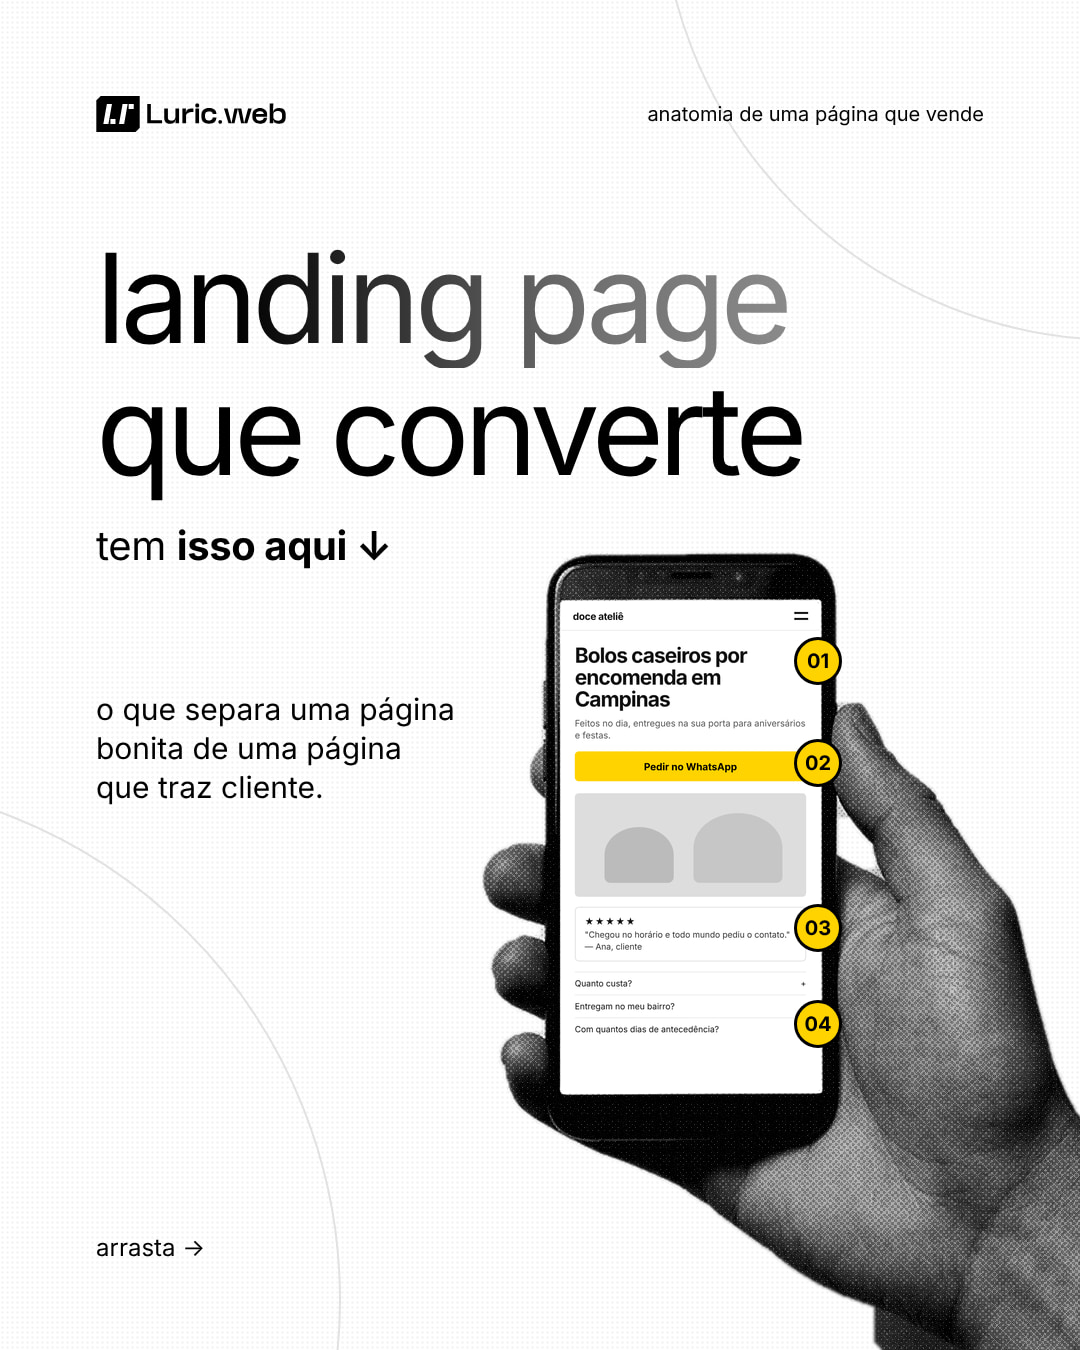 Luric.web
anatomia de uma página que vende
landing page
que converte
tem isso aqui ↓
o que separa uma página
bonita de uma página
que traz cliente.
doce ateliê
Bolos caseiros por
encomenda em
Campinas
Feitos no dia, entregues na sua porta para aniversários
e festas.
Pedir no WhatsApp
★★★★★
"Chegou no horário e todo mundo pediu o contato."
— Ana, cliente
Quanto custa? +
Entregam no meu bairro?
Com quantos dias de antecedência?
01
02
03
04
arrasta →